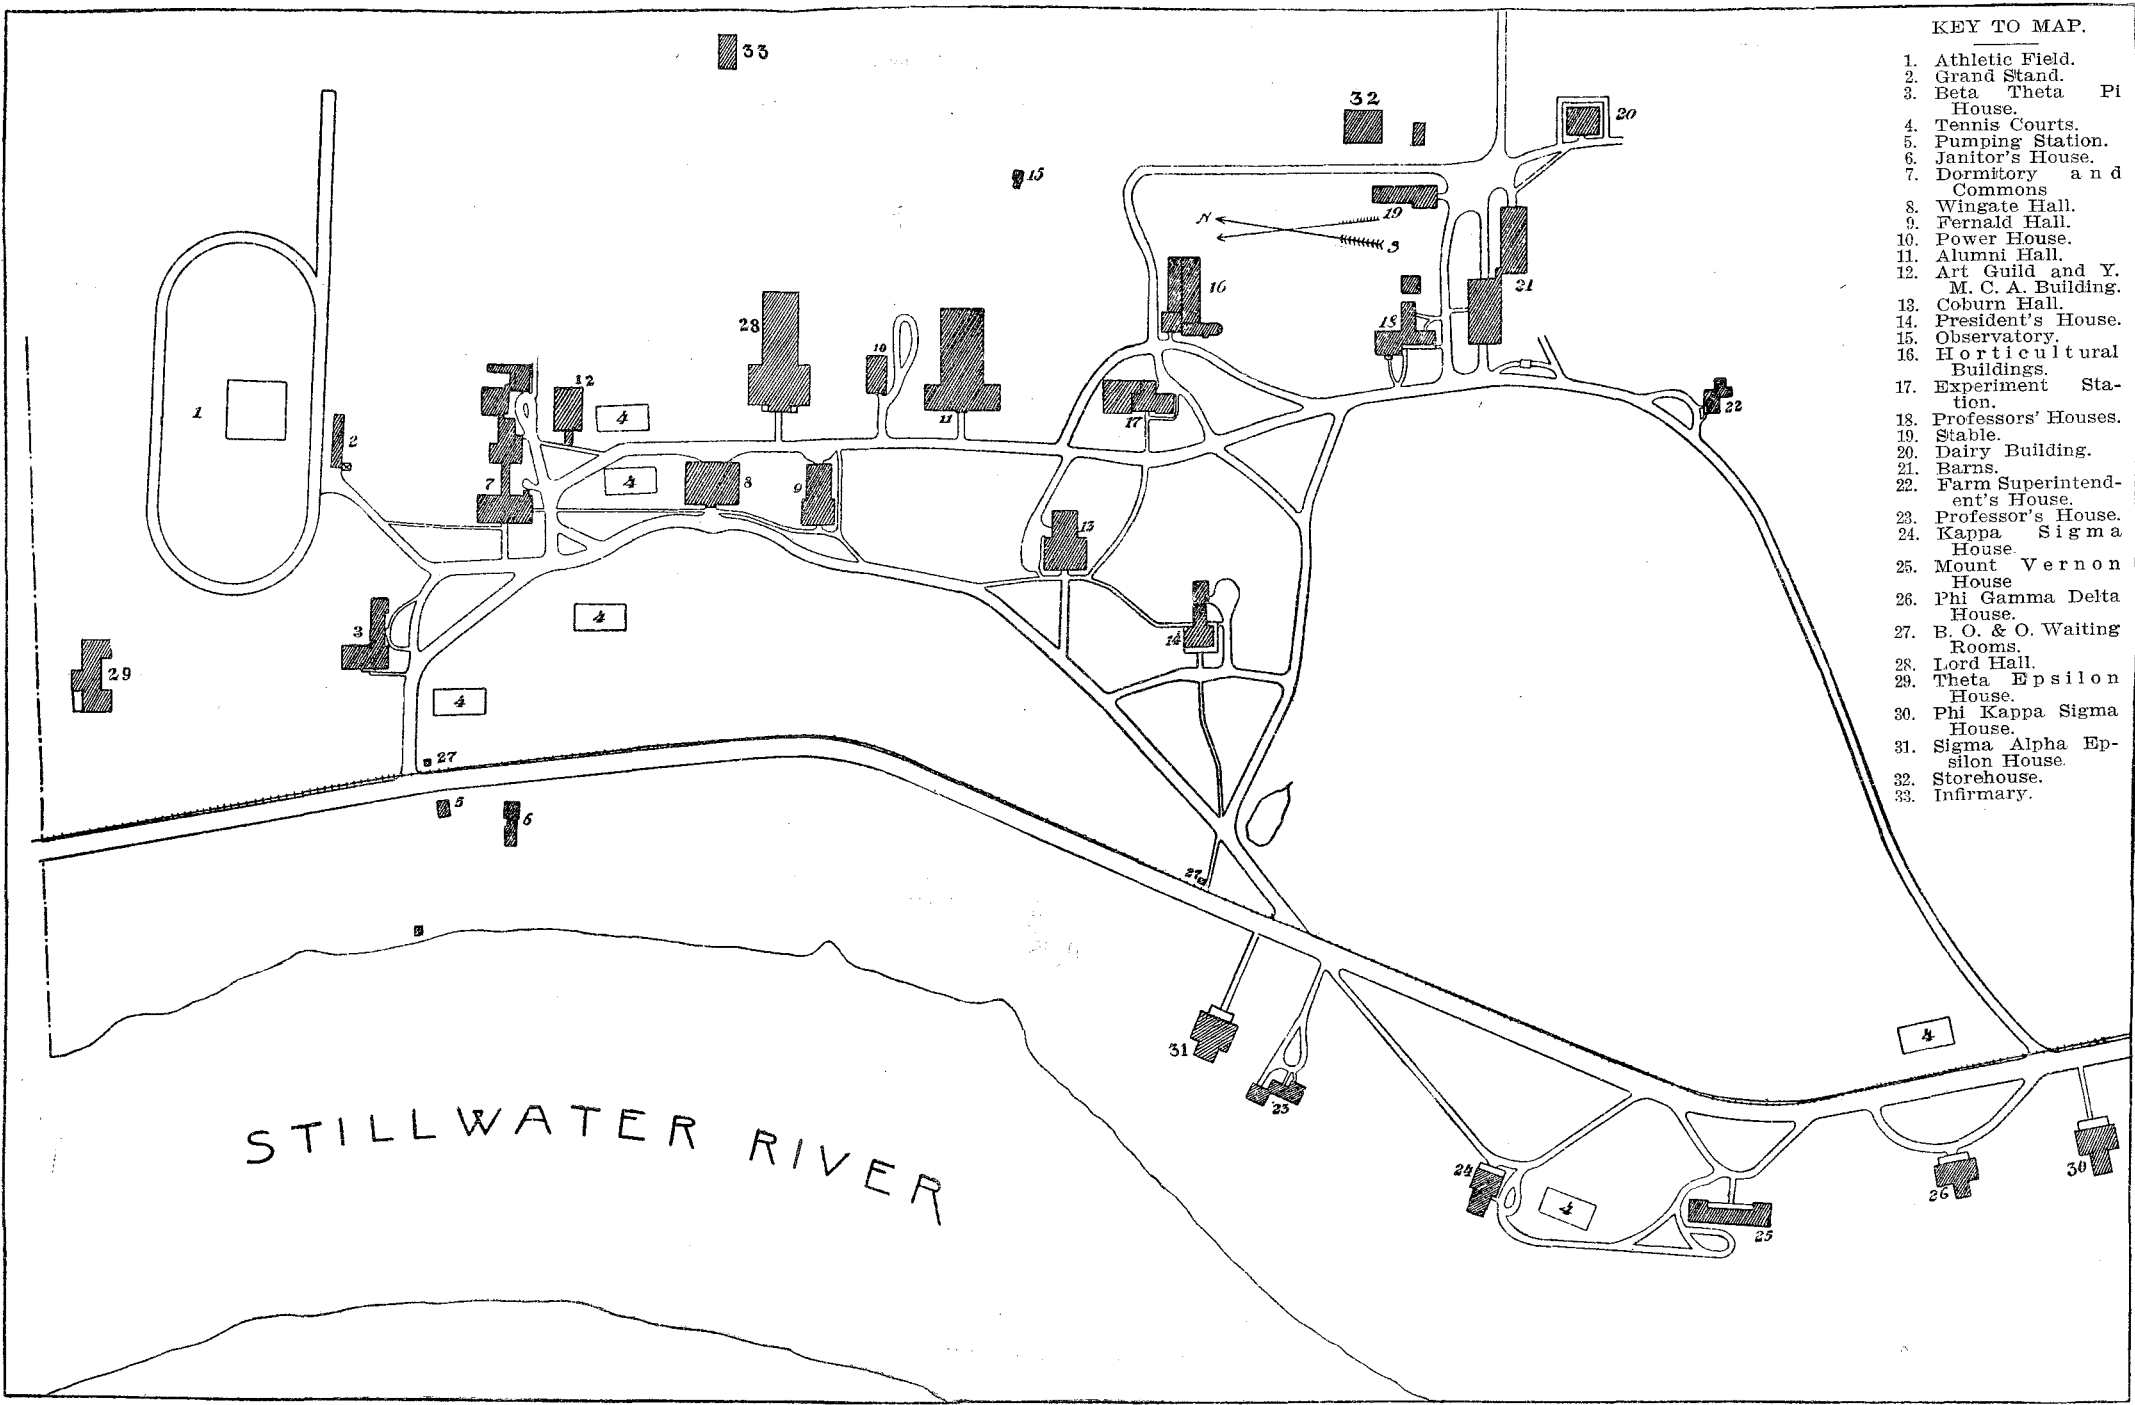 KEY TO MAP.
1. Athletic Field.
2. Grand Stand.
3. Beta Theta Pi
House.
4. Tennis Courts.
5. Pumping Station.
6. Janitor's House.
7. Dormitory and
Commons
8. Wingate Hall.
9. Fernald Hall.
10. Power House.
11. Alumni Hall.
12. Art Guild and Y.
M. C. A. Building.
13. Coburn Hall.
14. President's House.
15. Observatory.
16. Horticultural
Buildings.
17. Experiment Sta-
tion.
18. Professors' Houses.
19. Stable.
20. Dairy Building.
21. Barns.
22. Farm Superintend-
ent's House.
23. Professor's House.
24. Kappa Sigma
House.
25. Mount Vernon
House
26. Phi Gamma Delta
House.
27. B. O. & O. Waiting
Rooms.
28. Lord Hall.
29. Theta Epsilon
House.
30. Phi Kappa Sigma
House.
31. Sigma Alpha Ep-
silon House.
32. Storehouse.
33. Infirmary.
33
32
20
15
N
19
S
16
21
28
18
10
12
1
4
11
17
22
2
7
4
8
9
13
4
3
14
29
4
27
5
6
27
31
23
4
24
4
25
26
30
STILLWATER RIVER